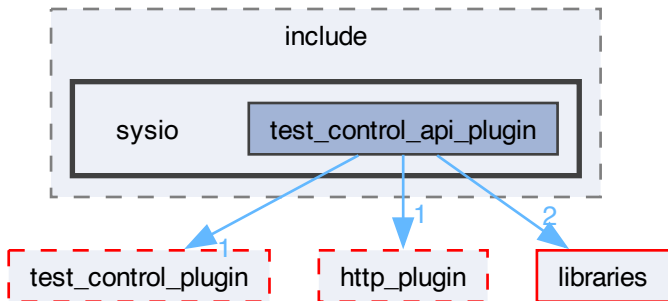 include
sysio
test_control_api_plugin
1
1
2
test_control_plugin
http_plugin
libraries